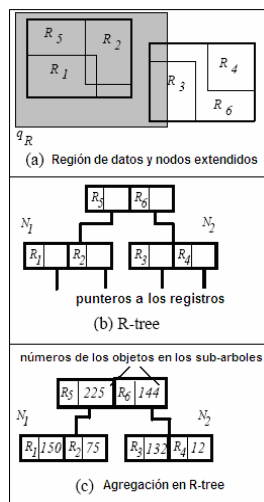 R5
R2
R1
R4
R3
R6
qR
(a) Región de datos y nodos extendidos
R5 R6
N1 N2
R1 R2 R3 R4
punteros a los registros
(b) R-tree
números de los objetos en los sub-arboles
R5 225 R6 144
N1 N2
R1 150 R2 75 R3 132 R4 12
(c) Agregación en R-tree